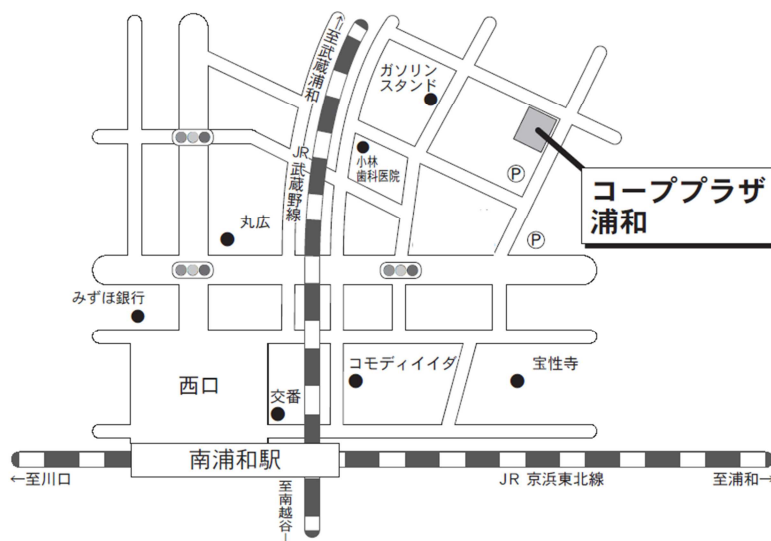 ⇐至武蔵浦和
ガソリン
スタンド
JR 武蔵野線
小林
歯科医院
P
コーププラザ
浦和
丸広
P
みずほ銀行
西口
交番
コモディイイダ
宝性寺
南浦和駅
←至川口
至南越谷→
JR 京浜東北線
至浦和→